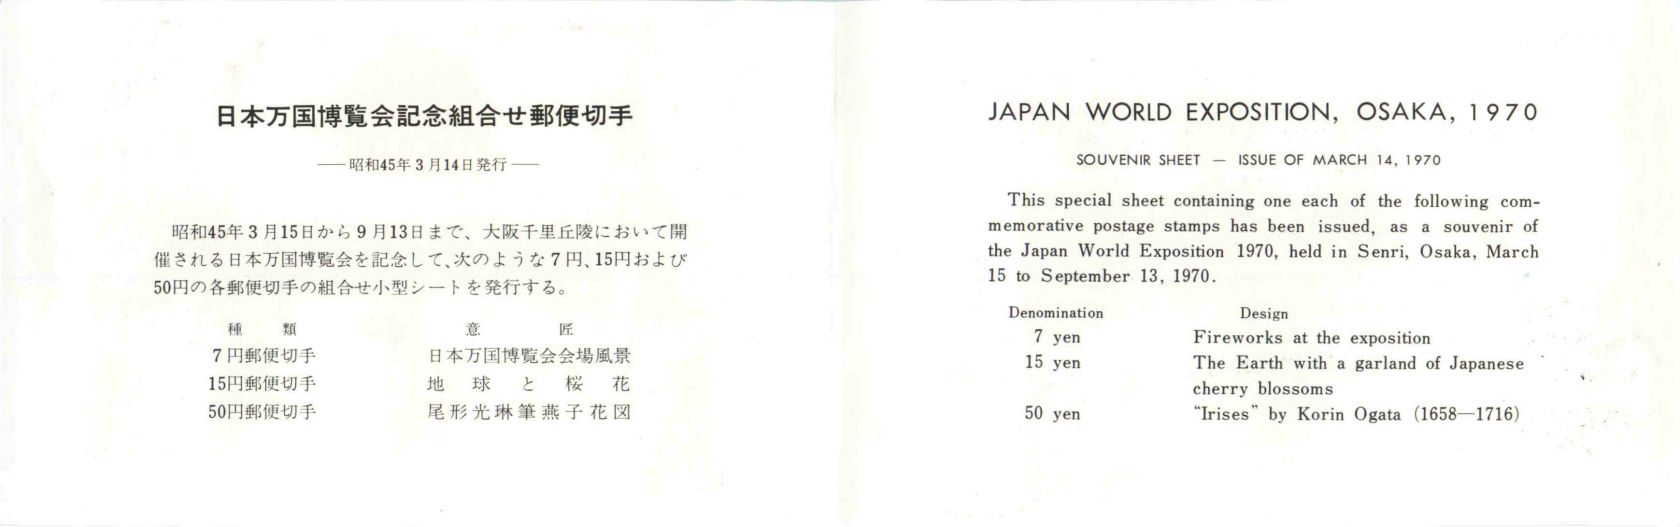 日本万国博覧会記念組合せ郵便切手
── 昭和45年3月14日発行 ──
昭和45年3月15日から9月13日まで、大阪千里丘陵において開
催される日本万国博覧会を記念して、次のような7円、15円および
50円の各郵便切手の組合せ小型シートを発行する。
種 類 意 匠
7円郵便切手 日本万国博覧会会場風景
15円郵便切手 地球と桜花
50円郵便切手 尾形光琳筆燕子花図
JAPAN WORLD EXPOSITION, OSAKA, 1970
SOUVENIR SHEET — ISSUE OF MARCH 14, 1970
This special sheet containing one each of the following com-
memorative postage stamps has been issued, as a souvenir of
the Japan World Exposition 1970, held in Senri, Osaka, March
15 to September 13, 1970.
Denomination Design
7 yen Fireworks at the exposition
15 yen The Earth with a garland of Japanese
cherry blossoms
50 yen "Irises" by Korin Ogata (1658—1716)